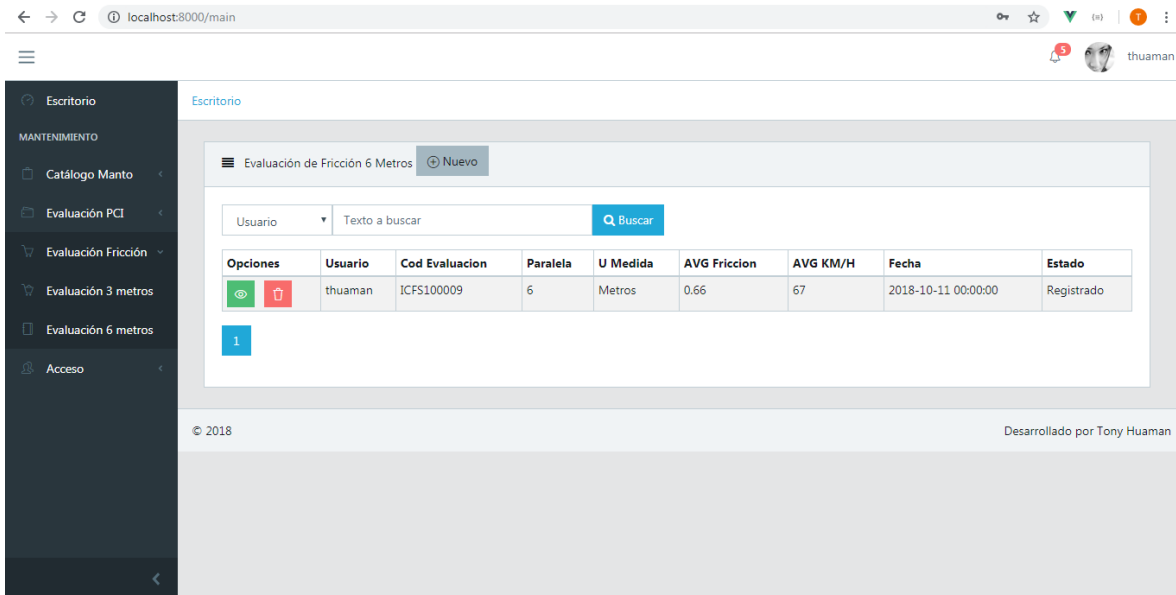 localhost:8000/main
T
5
thuaman
Escritorio
MANTENIMIENTO
Catálogo Manto
Evaluación PCI
Evaluación Fricción
Evaluación 3 metros
Evaluación 6 metros
Acceso
Escritorio
Evaluación de Fricción 6 Metros Nuevo
Usuario Texto a buscar Buscar
Opciones Usuario Cod Evaluacion Paralela U Medida AVG Friccion AVG KM/H Fecha Estado
thuaman ICFS100009 6 Metros 0.66 67 2018-10-11 00:00:00 Registrado
1
© 2018 Desarrollado por Tony Huaman